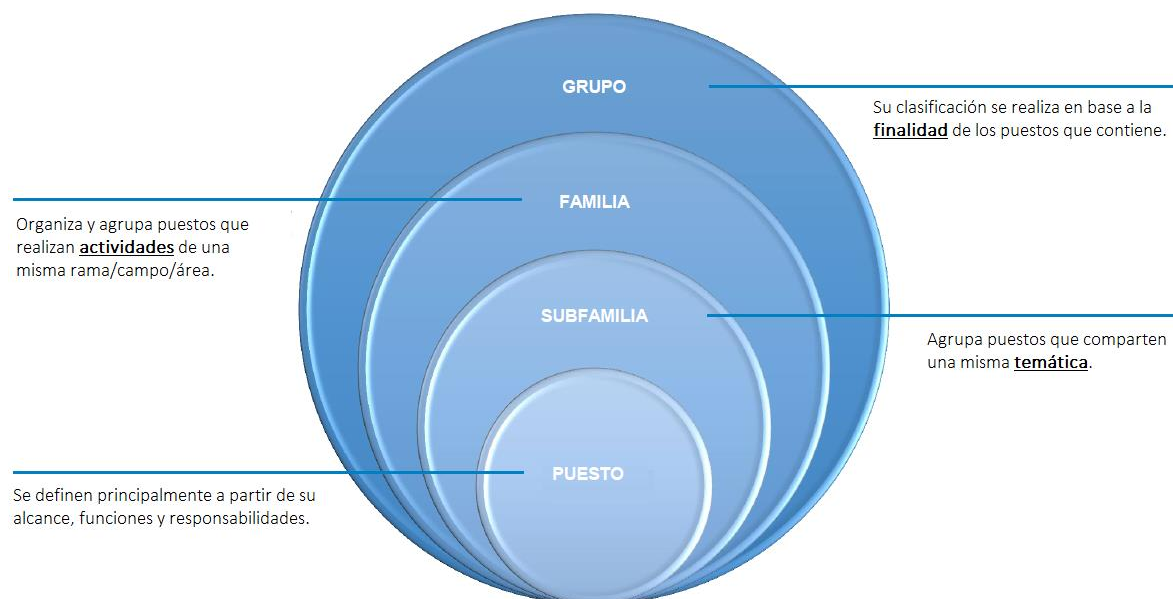 GRUPO
Su clasificación se realiza en base a la
finalidad de los puestos que contiene.
FAMILIA
Organiza y agrupa puestos que
realizan actividades de una
misma rama/campo/área.
SUBFAMILIA
Agrupa puestos que comparten
una misma temática.
PUESTO
Se definen principalmente a partir de su
alcance, funciones y responsabilidades.